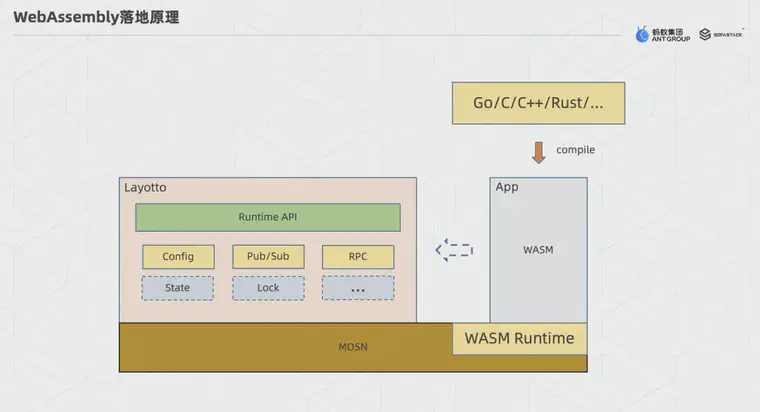 WebAssembly落地原理
蚂蚁集团
ANT GROUP
SOFASTACK
Go/C/C++/Rust/...
compile
Layotto
App
Runtime API
Config
Pub/Sub
RPC
WASM
State
Lock
...
WASM Runtime
MOSN